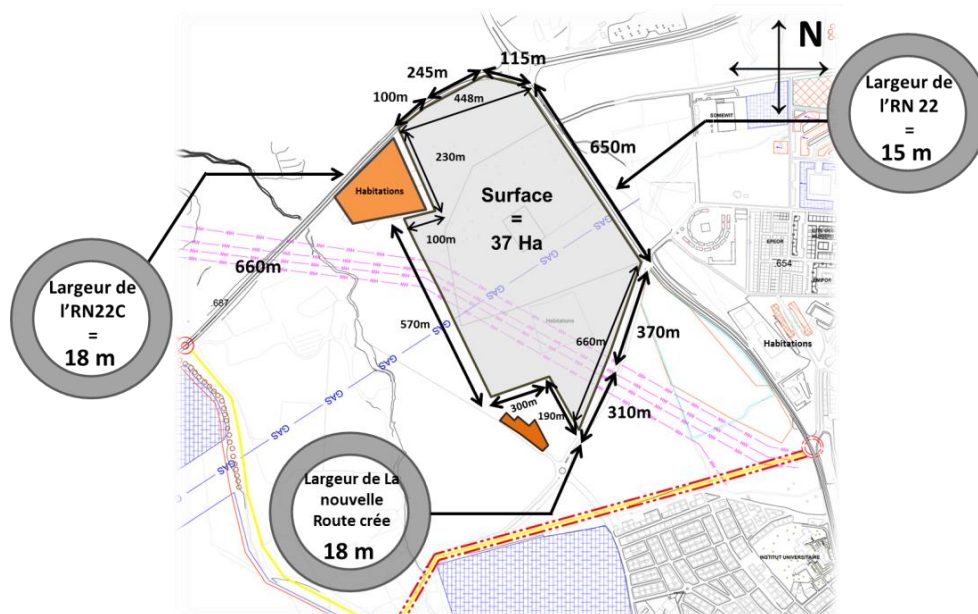 245m
115m
100m
448m
N
Largeur de
l'RN 22
=
15 m
SOMEWIT
650m
230m
Habitations
Surface
=
37 Ha
100m
EPEOR
654
660m
Largeur de
l'RN22C
=
18 m
687
570m
Habitations
660m
370m
Habitations
GAS
GAS
GAS
GAS
GAS
GAS
300m
190m
310m
Largeur de La
nouvelle
Route crée
18 m
INSTITUT UNIVERSITAIRE